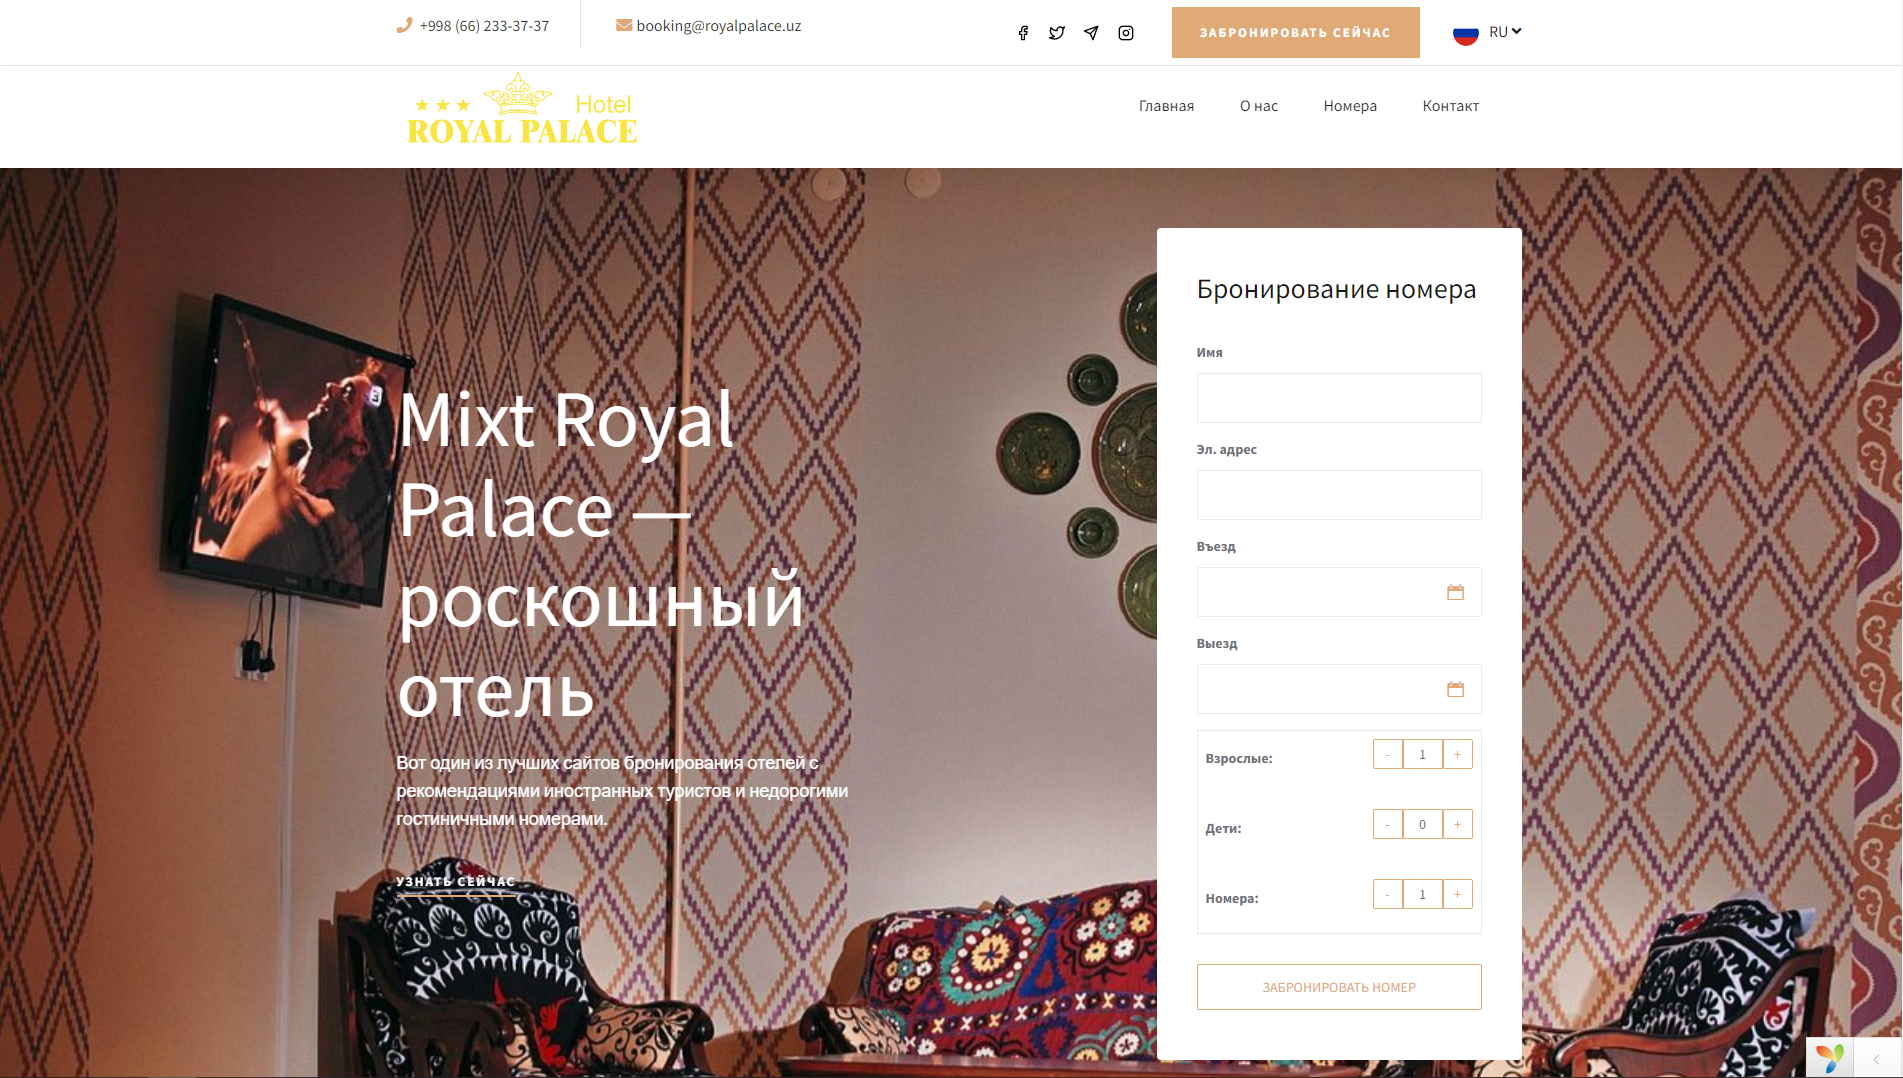 +998 (66) 233-37-37
booking@royalpalace.uz
ЗАБРОНИРОВАТЬ СЕЙЧАС
RU
Hotel
ROYAL PALACE
Главная
О нас
Номера
Контакт
Mixt Royal
Palace —
роскошный
отель
Вот один из лучших сайтов бронирования отелей с
рекомендациями иностранных туристов и недорогими
гостиничными номерами.
УЗНАТЬ СЕЙЧАС
Бронирование номера
Имя
Эл. адрес
Въезд
Выезд
Взрослые:
- 1 +
Дети:
- 0 +
Номера:
- 1 +
ЗАБРОНИРОВАТЬ НОМЕР